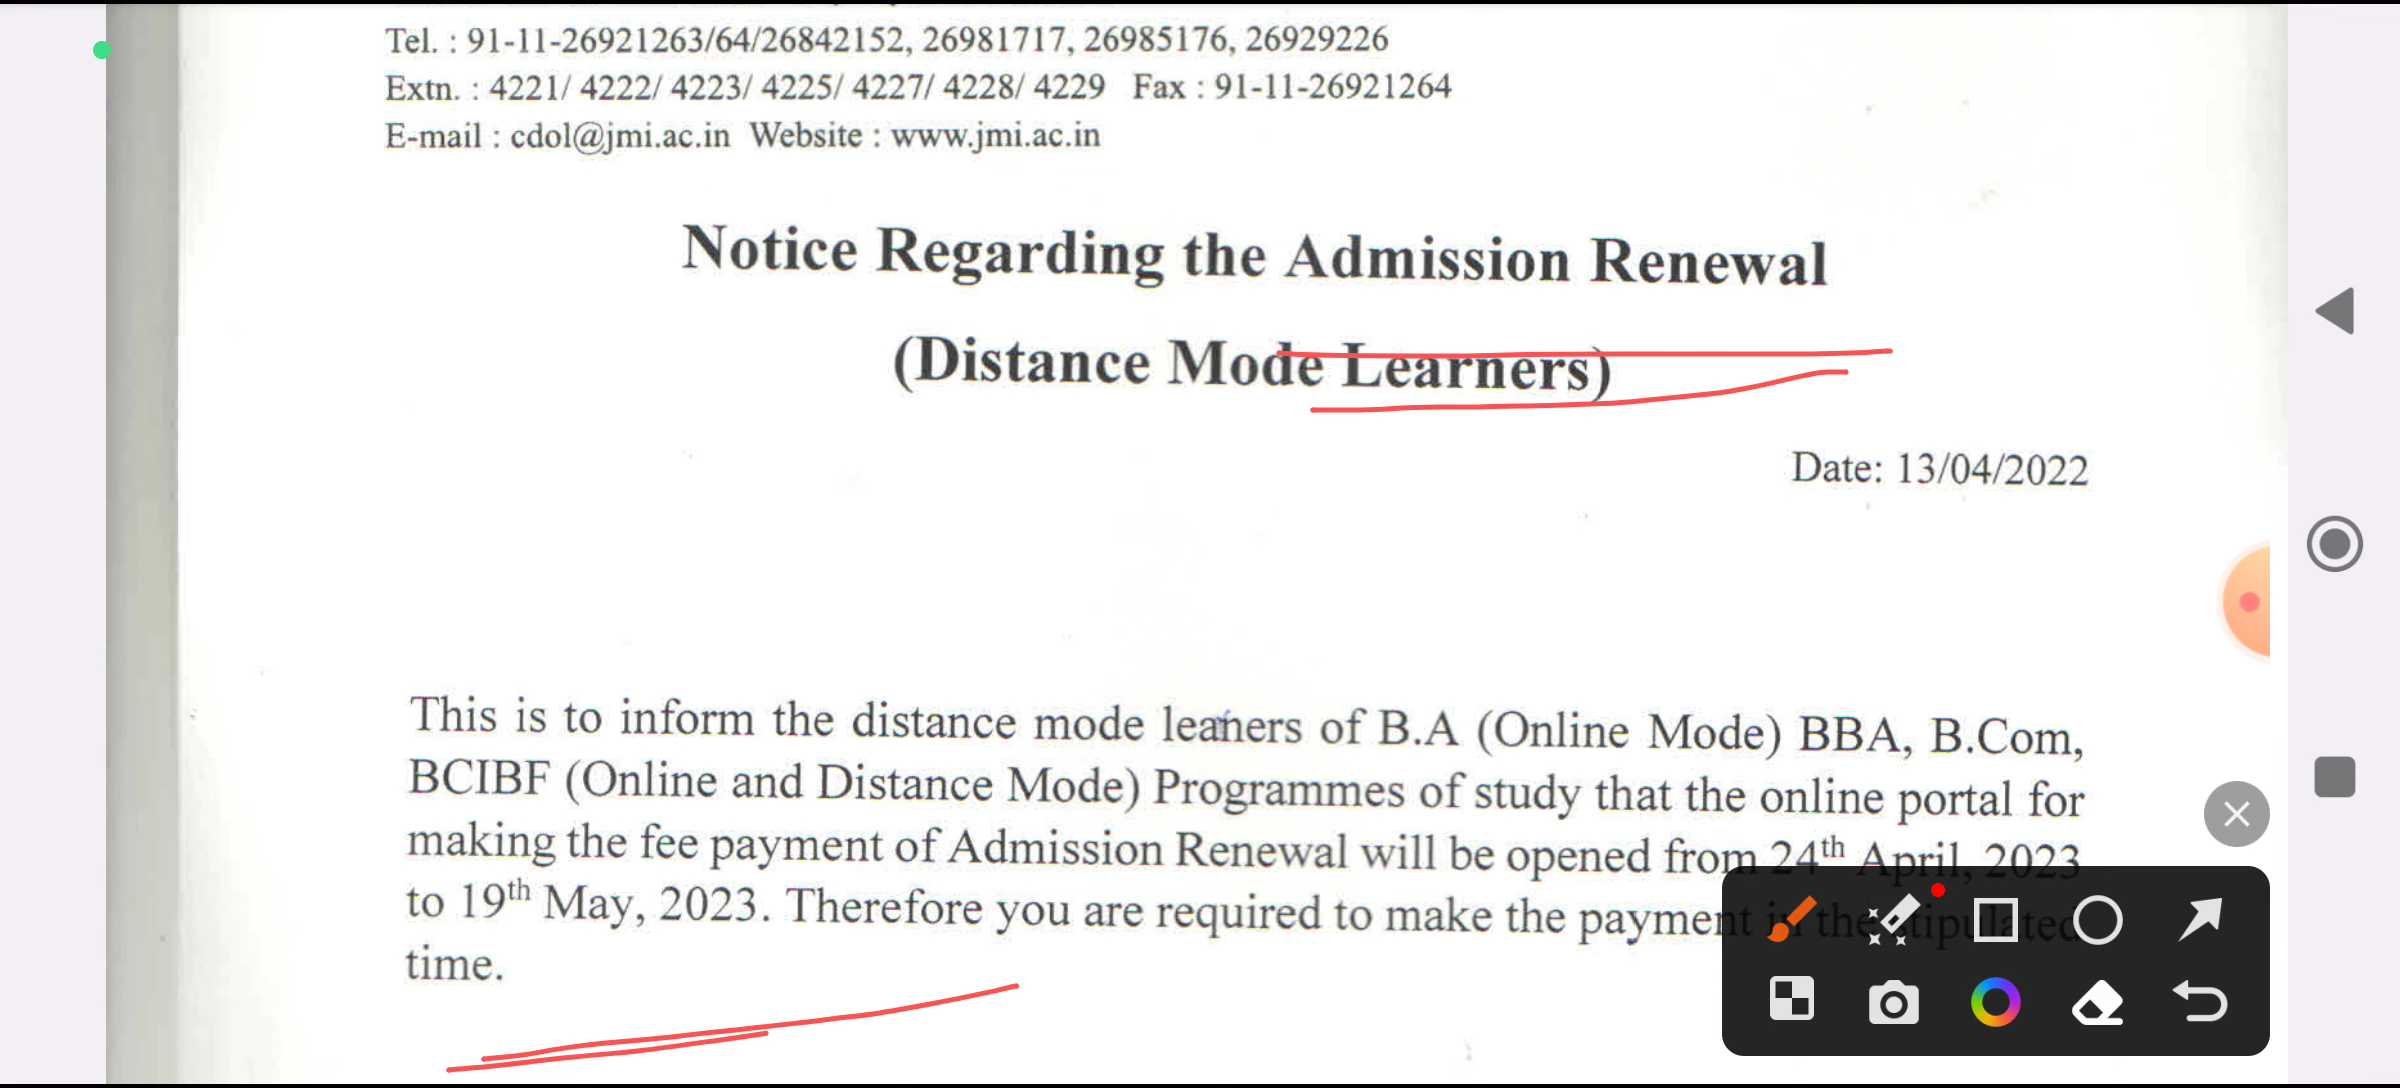 Tel. : 91-11-26921263/64/26842152, 26981717, 26985176, 26929226
Extn. : 4221/ 4222/ 4223/ 4225/ 4227/ 4228/ 4229 Fax : 91-11-26921264
E-mail : cdol@jmi.ac.in Website : www.jmi.ac.in
Notice Regarding the Admission Renewal
(Distance Mode Learners)
Date: 13/04/2022
This is to inform the distance mode leaners of B.A (Online Mode) BBA, B.Com,
BCIBF (Online and Distance Mode) Programmes of study that the online portal for
making the fee payment of Admission Renewal will be opened from 24th April, 2023
to 19th May, 2023. Therefore you are required to make the payment in the stipulated
time.